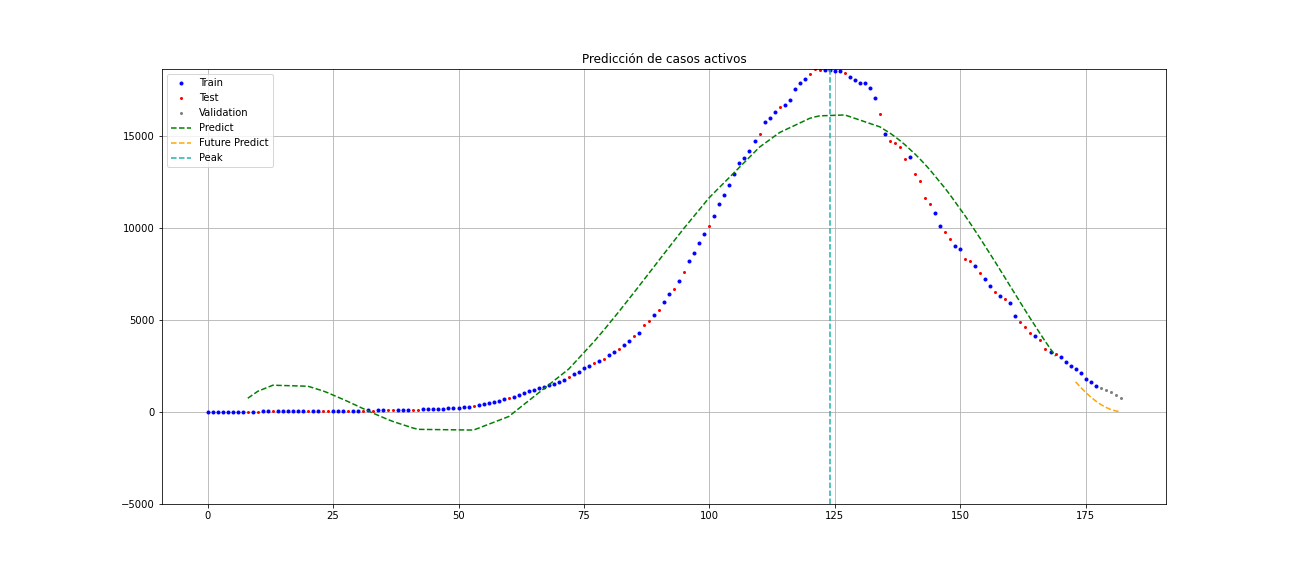 Predicción de casos activos
Train
Test
Validation
Predict
Future Predict
Peak
15000
10000
5000
0
−5000
0 25 50 75 100 125 150 175